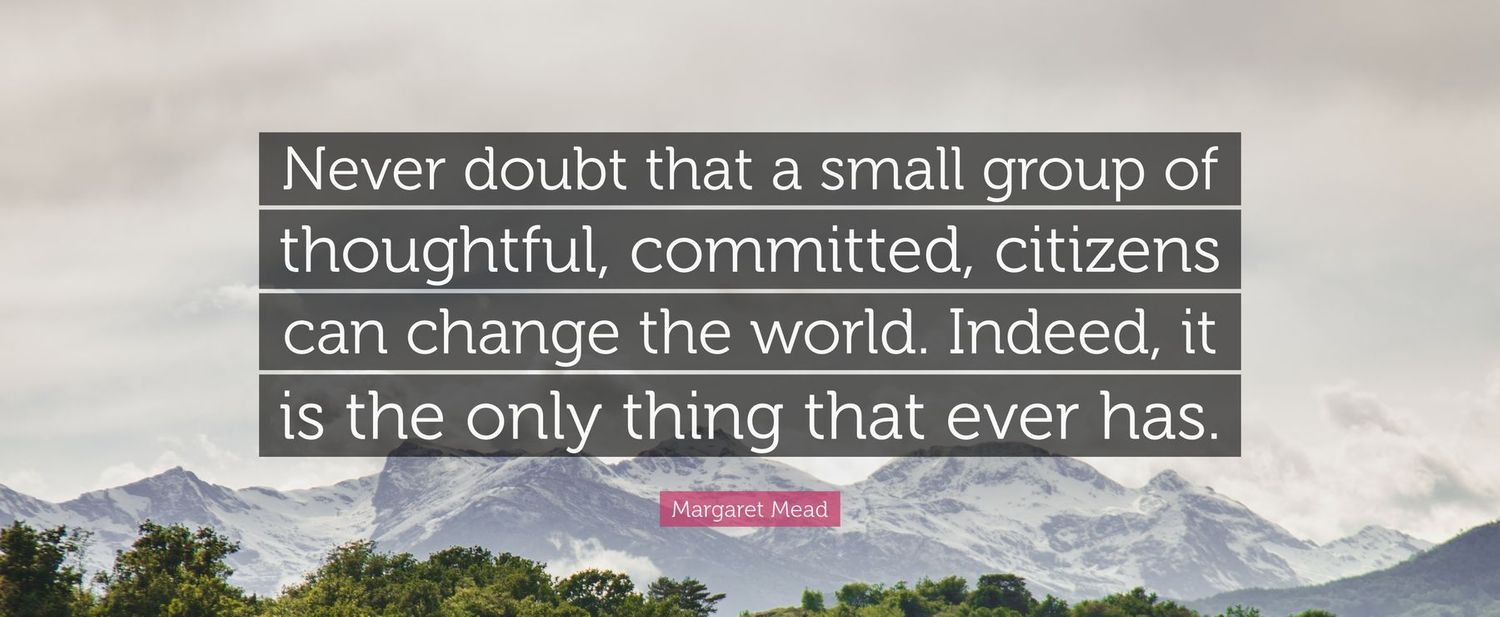 Never doubt that a small group of
thoughtful, committed, citizens
can change the world. Indeed, it
is the only thing that ever has.
Margaret Mead